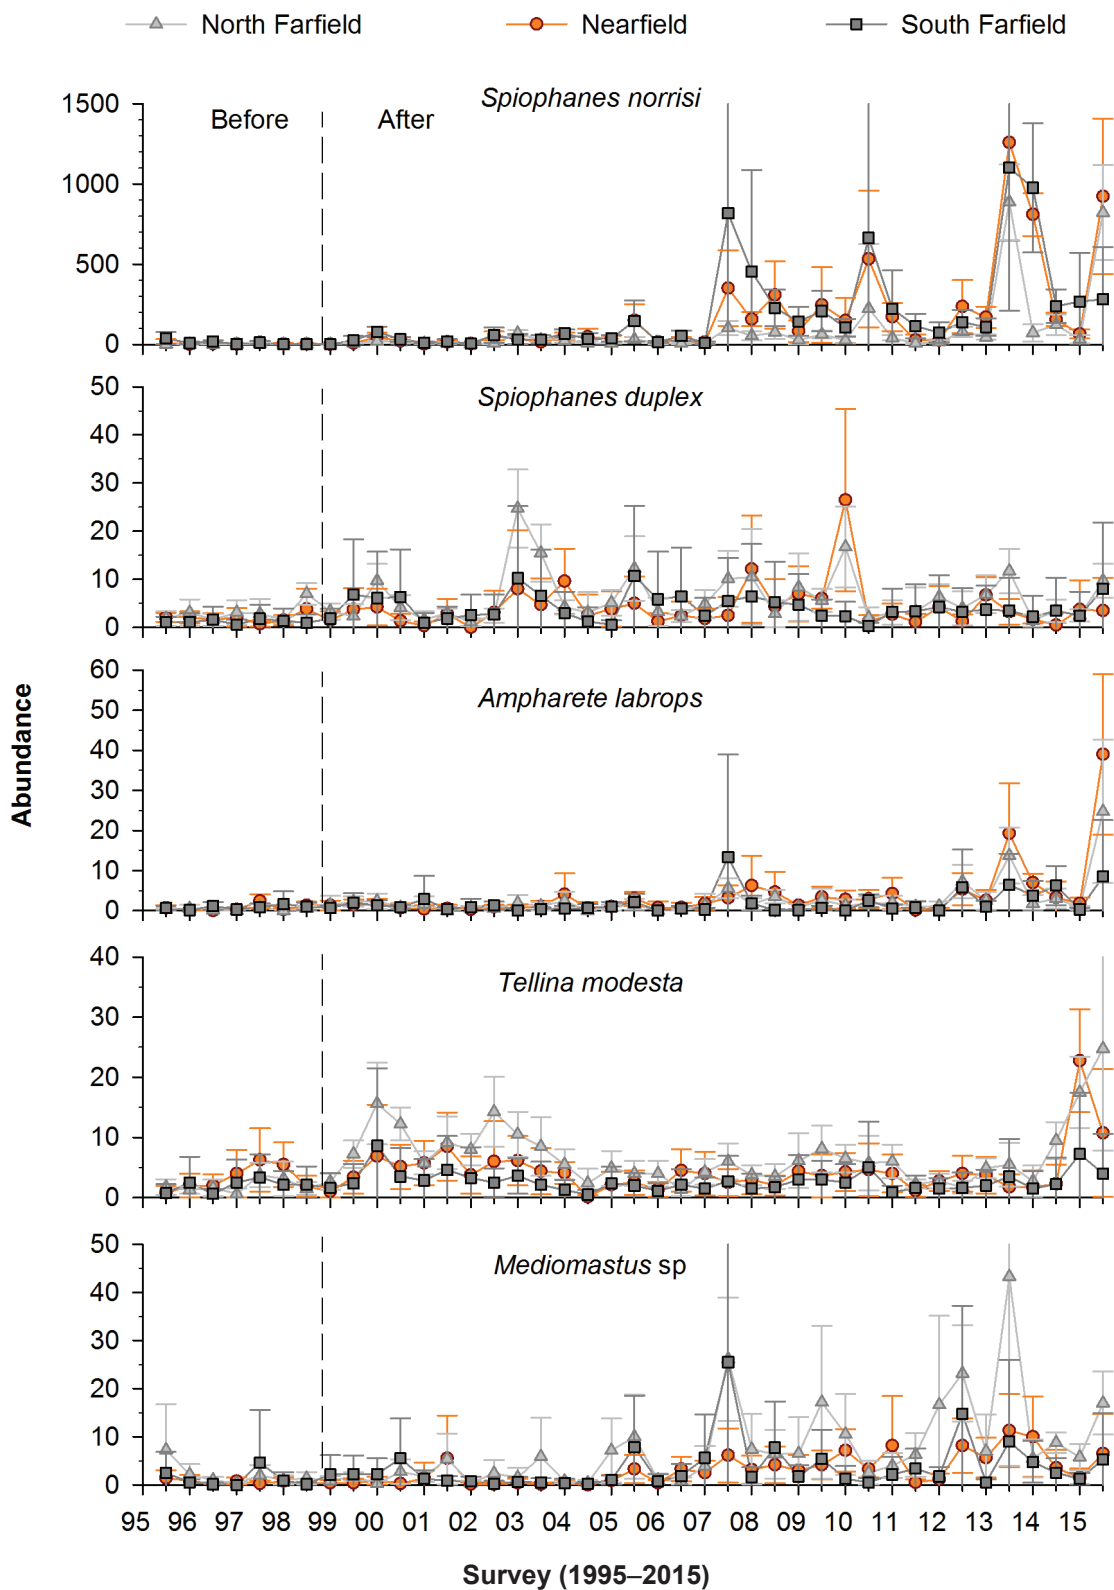 North Farfield Nearfield South Farfield
Spiophanes norrisi
Before After
1500
1000
500
0
Spiophanes duplex
50
40
30
20
10
0
Ampharete labrops
60
50
40
30
20
10
0
Tellina modesta
40
30
20
10
0
Mediomastus sp
50
40
30
20
10
0
Abundance
95 96 97 99 00 01 02 03 04 05 06 07 08 09 10 11 12 13 14 15
Survey (1995–2015)